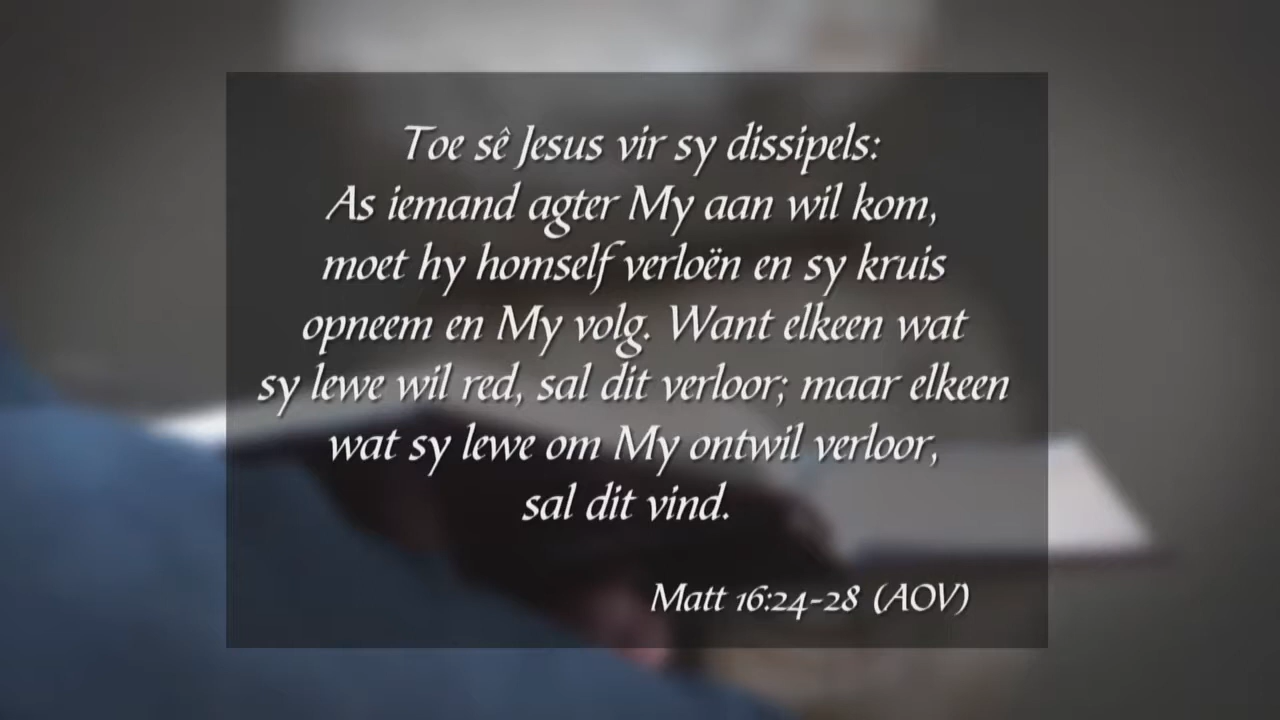 Toe sê Jesus vir sy dissipels:
As iemand agter My aan wil kom,
moet hy homself verloën en sy kruis
opneem en My volg. Want elkeen wat
sy lewe wil red, sal dit verloor; maar elkeen
wat sy lewe om My ontwil verloor,
sal dit vind.
Matt 16:24-28 (AOV)